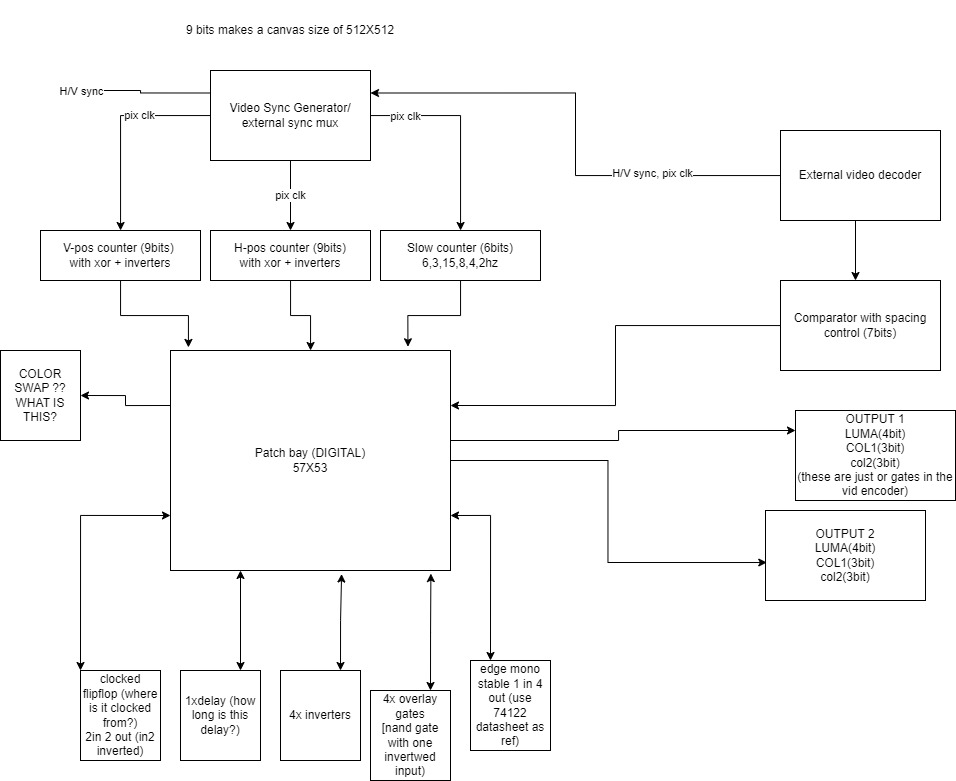 9 bits makes a canvas size of 512X512
H/V sync
Video Sync Generator/
external sync mux
pix clk
pix clk
pix clk
H/V sync, pix clk
External video decoder
V-pos counter (9bits)
with xor + inverters
H-pos counter (9bits)
with xor + inverters
Slow counter (6bits)
6,3,15,8,4,2hz
Comparator with spacing
control (7bits)
COLOR
SWAP ??
WHAT IS
THIS?
Patch bay (DIGITAL)
57X53
OUTPUT 1
LUMA(4bit)
COL1(3bit)
col2(3bit)
(these are just or gates in the
vid encoder)
OUTPUT 2
LUMA(4bit)
COL1(3bit)
col2(3bit)
clocked
flipflop (where
is it clocked
from?)
2in 2 out (in2
inverted)
1xdelay (how
long is this
delay?)
4x inverters
4x overlay
gates
[nand gate
with one
invertwed
input)
edge mono
stable 1 in 4
out (use
74122
datasheet as
ref)